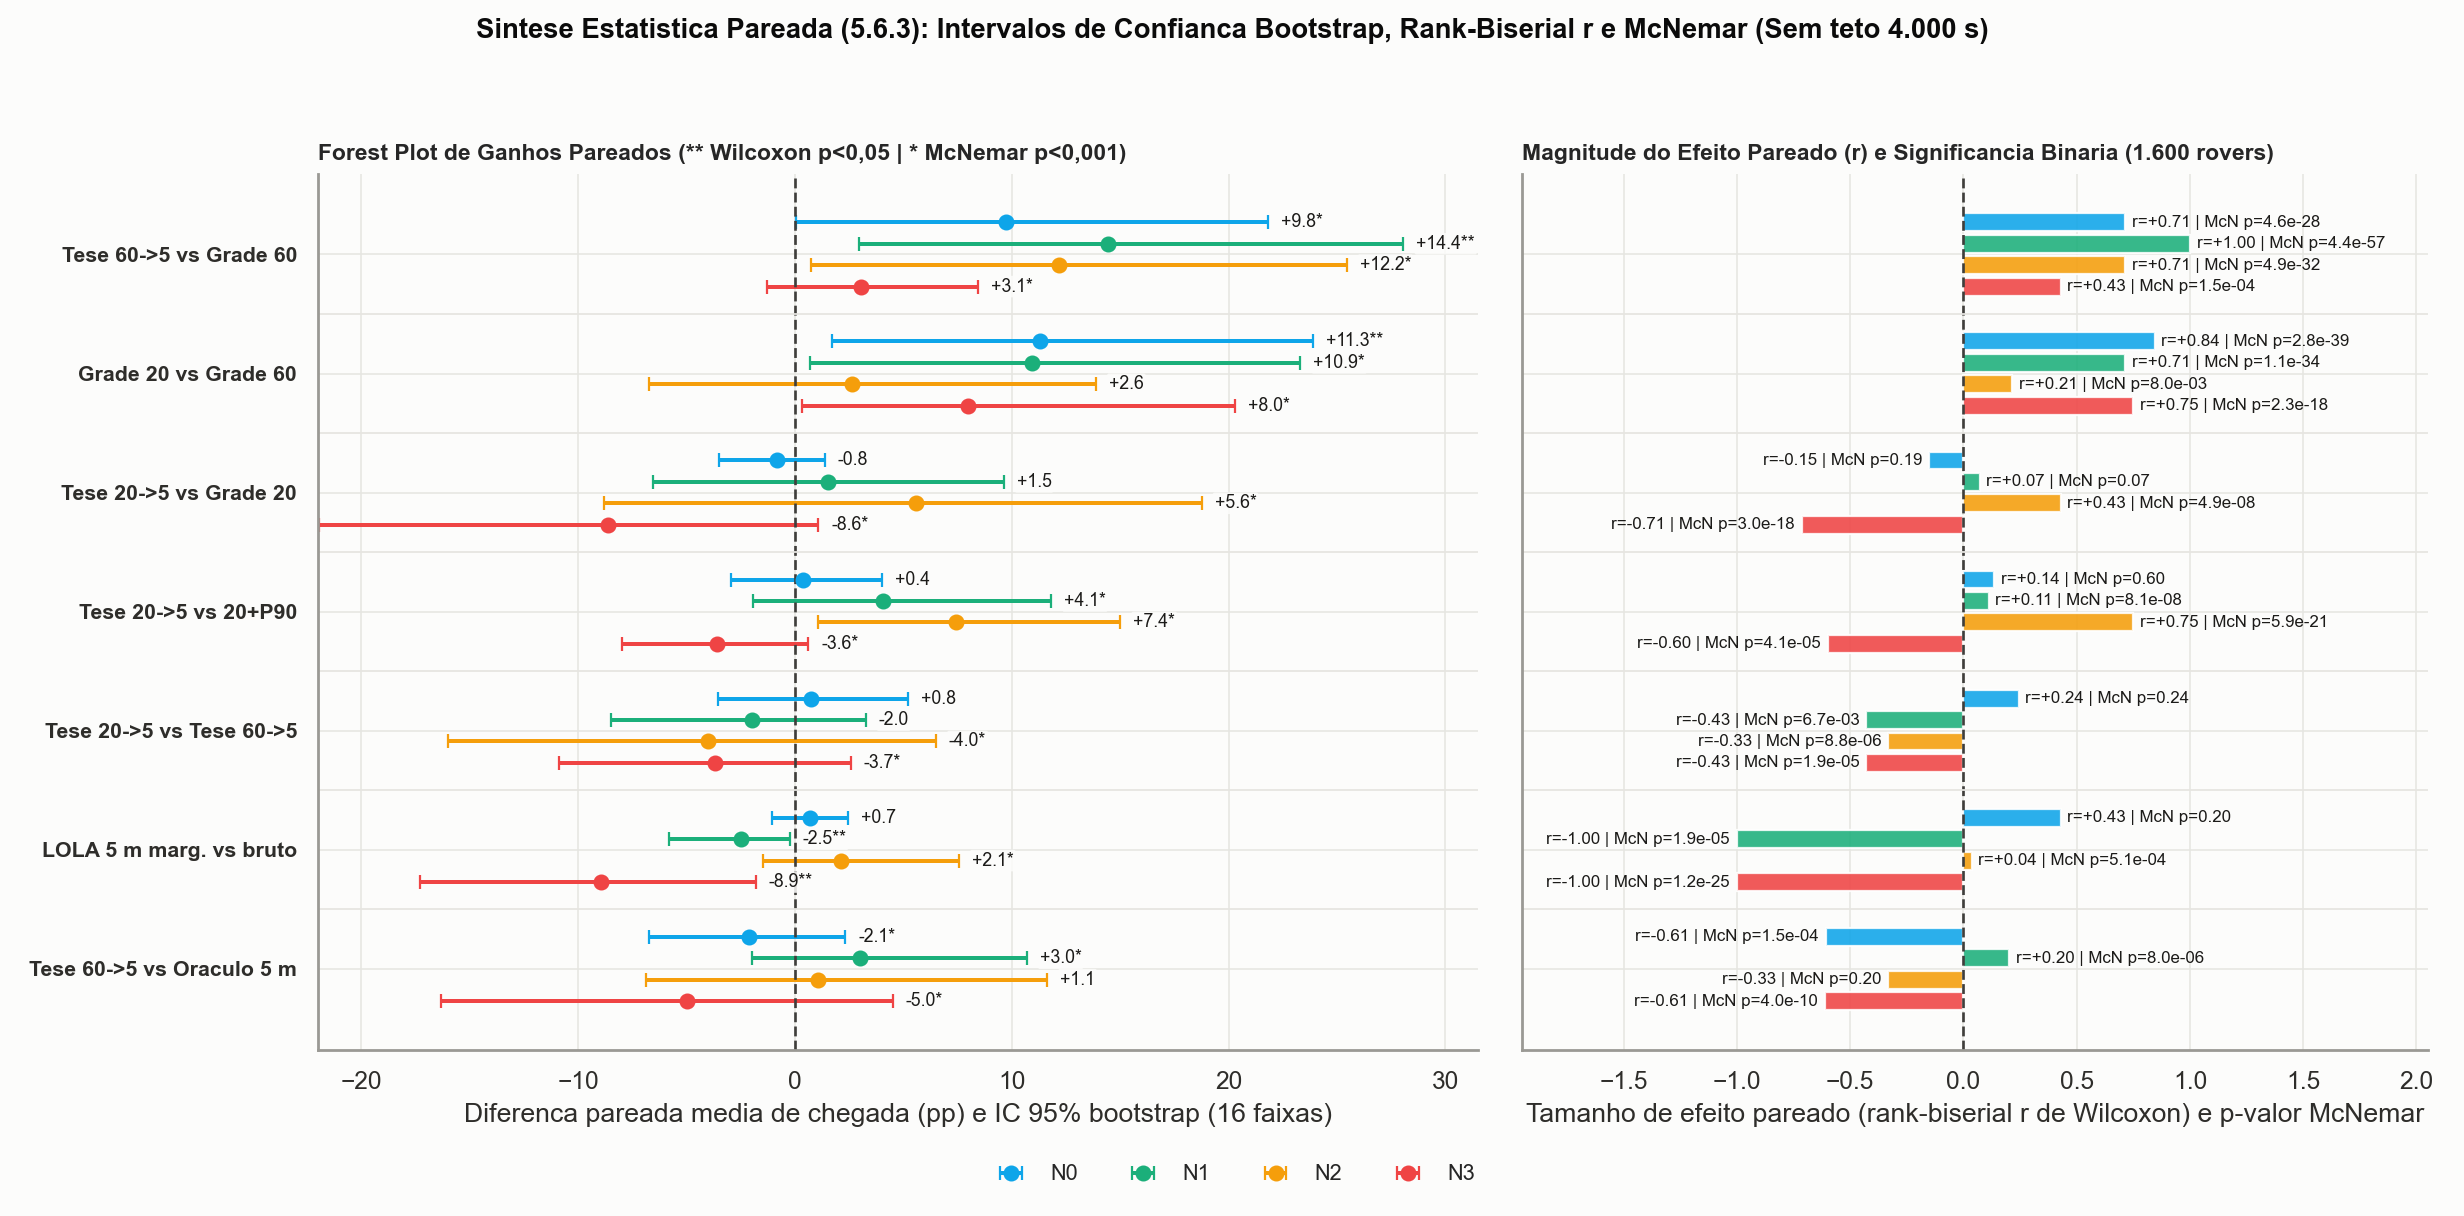 Sintese Estatistica Pareada (5.6.3): Intervalos de Confianca Bootstrap, Rank-Biserial r e McNemar (Sem teto 4.000 s)
Forest Plot de Ganhos Pareados (** Wilcoxon p<0,05 | * McNemar p<0,001)
Tese 60->5 vs Grade 60
+9.8*
+14.4**
+12.2*
+3.1*
Grade 20 vs Grade 60
+11.3**
+10.9*
+2.6
+8.0*
Tese 20->5 vs Grade 20
-0.8
+1.5
+5.6*
-8.6*
Tese 20->5 vs 20+P90
+0.4
+4.1*
+7.4*
-3.6*
Tese 20->5 vs Tese 60->5
+0.8
-2.0
-4.0*
-3.7*
LOLA 5 m marg. vs bruto
+0.7
-2.5**
+2.1*
-8.9**
Tese 60->5 vs Oraculo 5 m
-2.1*
+3.0*
+1.1
-5.0*
−20 −10 0 10 20 30
Diferenca pareada media de chegada (pp) e IC 95% bootstrap (16 faixas)
Magnitude do Efeito Pareado (r) e Significancia Binaria (1.600 rovers)
r=+0.71 | McN p=4.6e-28
r=+1.00 | McN p=4.4e-57
r=+0.71 | McN p=4.9e-32
r=+0.43 | McN p=1.5e-04
r=+0.84 | McN p=2.8e-39
r=+0.71 | McN p=1.1e-34
r=+0.21 | McN p=8.0e-03
r=+0.75 | McN p=2.3e-18
r=-0.15 | McN p=0.19
r=+0.07 | McN p=0.07
r=+0.43 | McN p=4.9e-08
r=-0.71 | McN p=3.0e-18
r=+0.14 | McN p=0.60
r=+0.11 | McN p=8.1e-08
r=+0.75 | McN p=5.9e-21
r=-0.60 | McN p=4.1e-05
r=+0.24 | McN p=0.24
r=-0.43 | McN p=6.7e-03
r=-0.33 | McN p=8.8e-06
r=-0.43 | McN p=1.9e-05
r=+0.43 | McN p=0.20
r=-1.00 | McN p=1.9e-05
r=+0.04 | McN p=5.1e-04
r=-1.00 | McN p=1.2e-25
r=-0.61 | McN p=1.5e-04
r=+0.20 | McN p=8.0e-06
r=-0.33 | McN p=0.20
r=-0.61 | McN p=4.0e-10
−1.5 −1.0 −0.5 0.0 0.5 1.0 1.5 2.0
Tamanho de efeito pareado (rank-biserial r de Wilcoxon) e p-valor McNemar
N0 N1 N2 N3